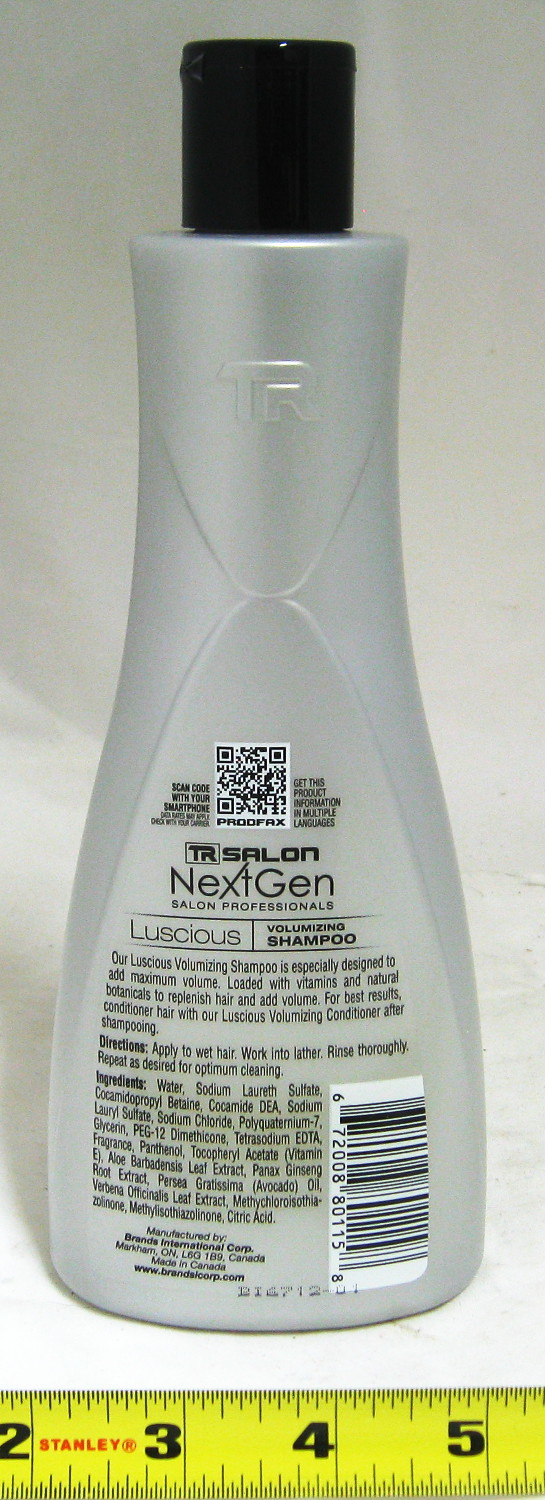 TR
SCAN CODE
WITH YOUR
SMARTPHONE
DATA RATES MAY APPLY
CHECK WITH YOUR CARRIER
PRODFAX
GET THIS
PRODUCT
INFORMATION
IN MULTIPLE
LANGUAGES
TR SALON
NextGen
SALON PROFESSIONALS
Luscious
VOLUMIZING
SHAMPOO
Our Luscious Volumizing Shampoo is especially designed to
add maximum volume. Loaded with vitamins and natural
botanicals to replenish hair and add volume. For best results,
conditioner hair with our Luscious Volumizing Conditioner after
shampooing.
Directions: Apply to wet hair. Work into lather. Rinse thoroughly.
Repeat as desired for optimum cleaning.
Ingredients: Water, Sodium Laureth Sulfate,
Cocamidopropyl Betaine, Cocamide DEA, Sodium
Lauryl Sulfate, Sodium Chloride, Polyquaternium-7,
Glycerin, PEG-12 Dimethicone, Tetrasodium EDTA,
Fragrance, Panthenol, Tocopheryl Acetate (Vitamin
E), Aloe Barbadensis Leaf Extract, Panax Ginseng
Root Extract, Persea Gratissima (Avocado) Oil,
Verbena Officinalis Leaf Extract, Methychloroisothia-
zolinone, Methylisothiazolinone, Citric Acid.
6 72008 80115 8
Manufactured by:
Brands International Corp.
Markham, ON, L6G 1B9, Canada
Made in Canada
www.brandsicorp.com
BI6712-01
2 STANLEY® 3 4 5